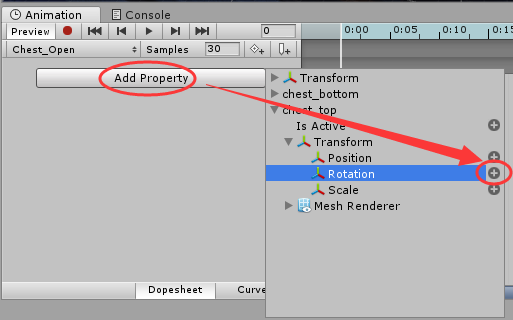 Animation Console
Preview 0 0:00 0:05 0:10 0:15
Chest_Open Samples 30
Add Property
Transform
chest_bottom
chest_top
Is Active
Transform
Position
Rotation
Scale
Mesh Renderer
Dopesheet Curve